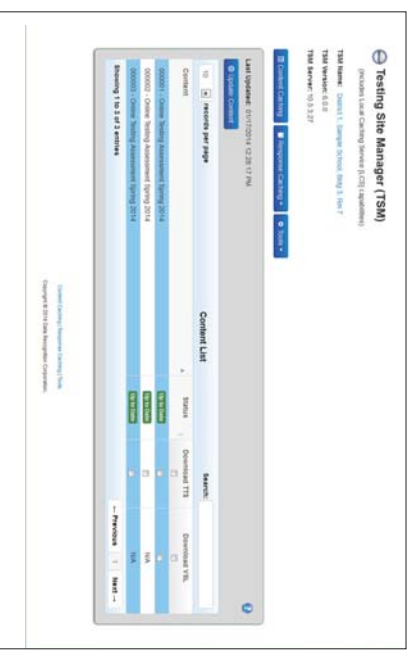 Testing Site Manager (TSM)
(includes Local Caching Service (LCS) capabilities)
TSM Name: District 1, Sample School, Bldg 3, Rm 7
TSM Version: 6.0.0
TSM Server: 10.3.3.27
Content Caching Response Caching Tools
Last Updated: 01/17/2014 12:28:17 PM
Update Content
Content List
10 records per page Search:
Content Status Download TTS Download VSL
000001 - Online Testing Assessment Spring 2014 Up to Date
000002 - Online Testing Assessment Spring 2014 Up to Date N/A
000003 - Online Testing Assessment Spring 2014 Up to Date N/A
Showing 1 to 3 of 3 entries
← Previous 1 Next →
Content Caching | Response Caching | Tools
Copyright © 2014 Data Recognition Corporation.